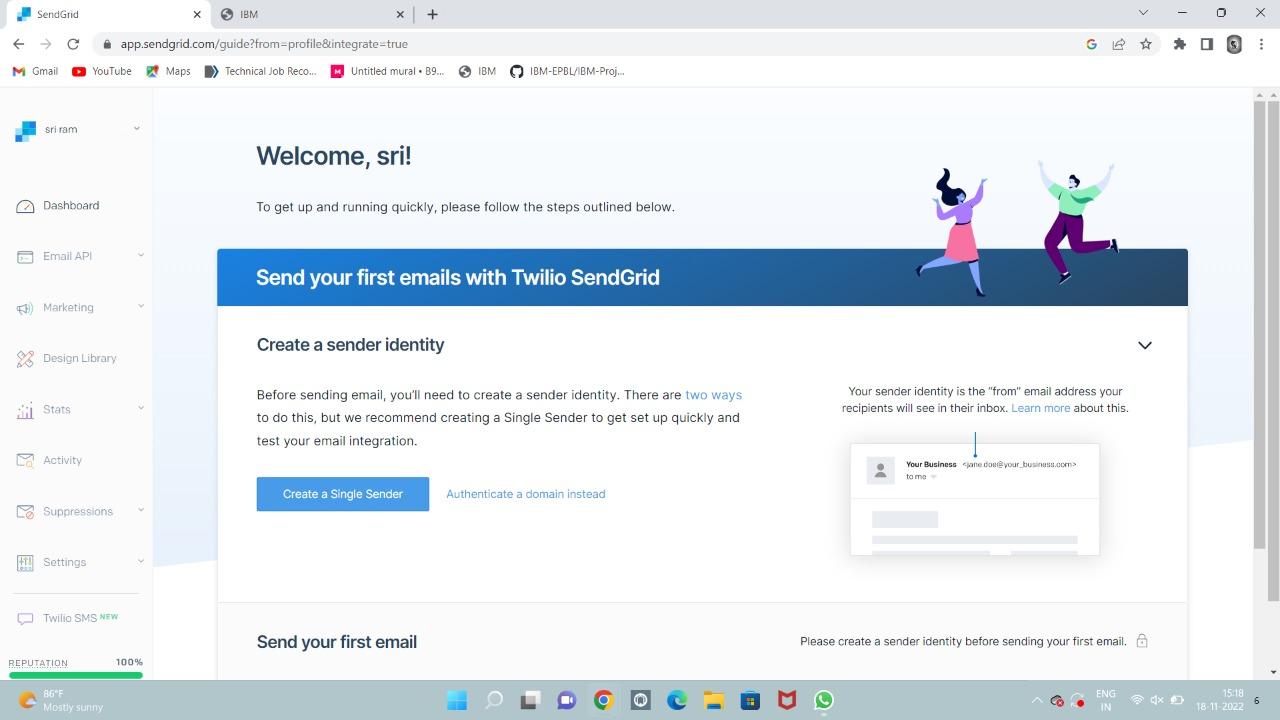 SendGrid
IBM
app.sendgrid.com/guide?from=profile&integrate=true
Gmail
YouTube
Maps
Technical Job Reco...
Untitled mural • B9...
IBM
IBM-EPBL/IBM-Proj...
sri ram
Dashboard
Email API
Marketing
Design Library
Stats
Activity
Suppressions
Settings
Twilio SMS NEW
REPUTATION 100%
Welcome, sri!
To get up and running quickly, please follow the steps outlined below.
Send your first emails with Twilio SendGrid
Create a sender identity
Before sending email, you'll need to create a sender identity. There are two ways
to do this, but we recommend creating a Single Sender to get set up quickly and
test your email integration.
Create a Single Sender
Authenticate a domain instead
Your sender identity is the "from" email address your
recipients will see in their inbox. Learn more about this.
Your Business <jane.doe@your_business.com>
to me
Send your first email
Please create a sender identity before sending your first email.
86°F
Mostly sunny
ENG
IN
15:18
18-11-2022
6